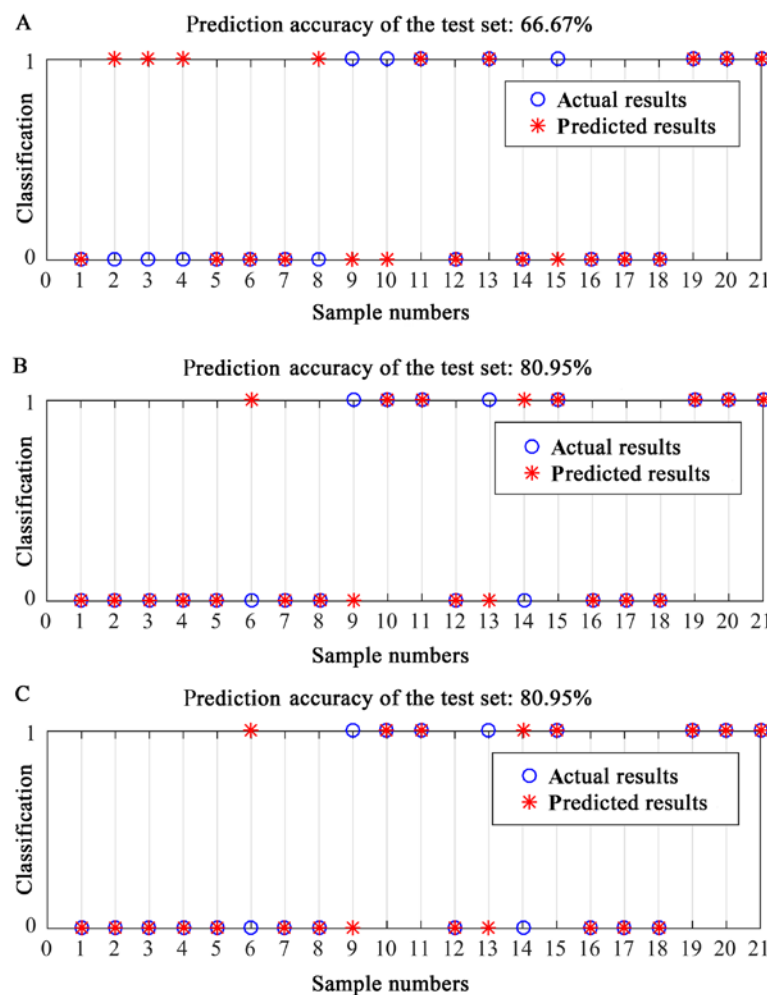 A
Prediction accuracy of the test set: 66.67%
1
Classification
Actual results
Predicted results
0
0 1 2 3 4 5 6 7 8 9 10 11 12 13 14 15 16 17 18 19 20 21
Sample numbers
B
Prediction accuracy of the test set: 80.95%
1
Classification
Actual results
Predicted results
0
0 1 2 3 4 5 6 7 8 9 10 11 12 13 14 15 16 17 18 19 20 21
Sample numbers
C
Prediction accuracy of the test set: 80.95%
1
Classification
Actual results
Predicted results
0
0 1 2 3 4 5 6 7 8 9 10 11 12 13 14 15 16 17 18 19 20 21
Sample numbers